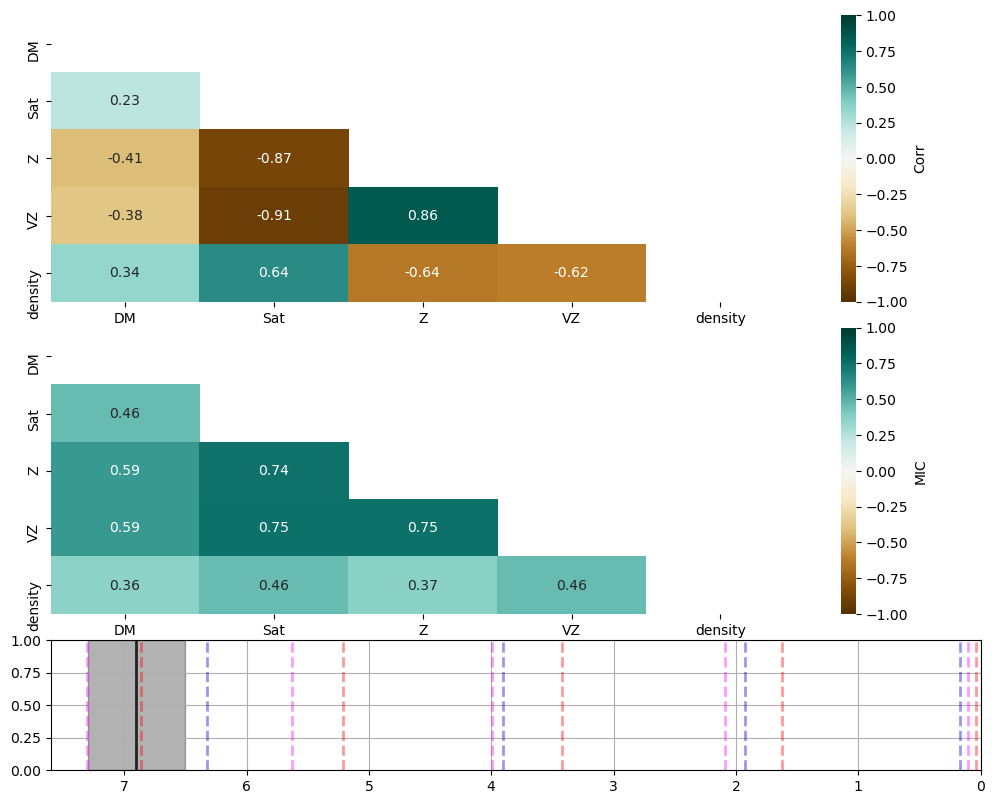 DM
Sat 0.23
Z -0.41 -0.87
VZ -0.38 -0.91 0.86
density 0.34 0.64 -0.64 -0.62
DM Sat Z VZ density
1.00
0.75
0.50
0.25
0.00
−0.25
−0.50
−0.75
−1.00
Corr
DM
Sat 0.46
Z 0.59 0.74
VZ 0.59 0.75 0.75
density 0.36 0.46 0.37 0.46
DM Sat Z VZ density
1.00
0.75
0.50
0.25
0.00
−0.25
−0.50
−0.75
−1.00
MIC
1.00
0.75
0.50
0.25
0.00
7 6 5 4 3 2 1 0